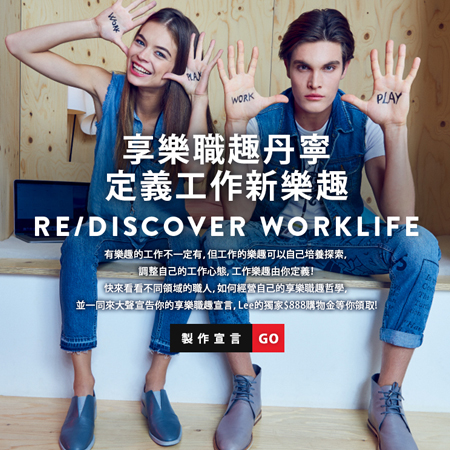 WORK
PLAY
WORK
PLAY
享樂職趣丹寧
定義工作新樂趣
RE/DISCOVER WORKLIFE
有樂趣的工作不一定有, 但工作的樂趣可以自己培養探索,
調整自己的工作心態, 工作樂趣由你定義!
快來看看不同領域的職人, 如何經營自己的享樂職趣哲學,
並一同來大聲宣告你的享樂職趣宣言, Lee的獨家$888購物金等你領取!
製作宣言 GO